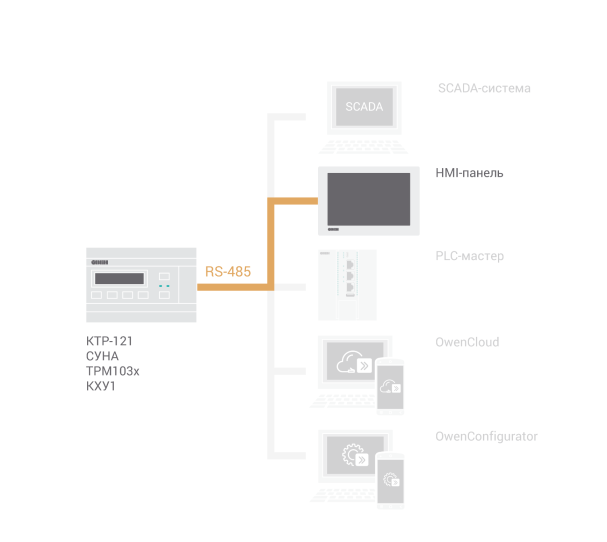 SCADA-система
SCADA
HMI-панель
PLC-мастер
RS-485
КТР-121
СУНА
ТРМ103х
КХУ1
OwenCloud
OwenConfigurator